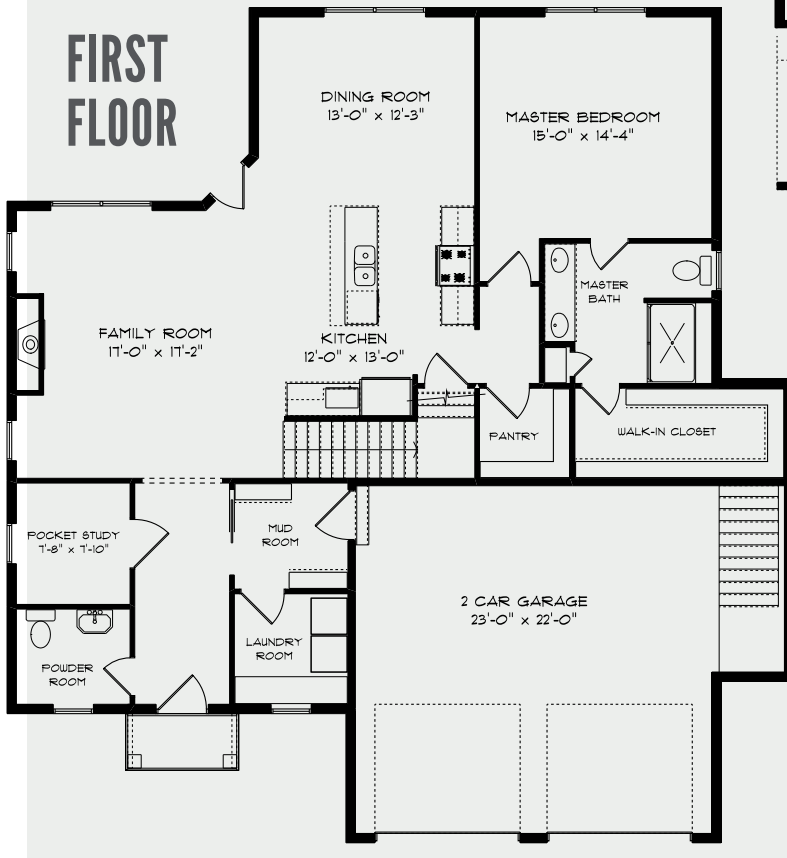 FIRST
FLOOR
DINING ROOM
13'-0" x 12'-3"
MASTER BEDROOM
15'-0" x 14'-4"
MASTER
BATH
FAMILY ROOM
17'-0" x 17'-2"
KITCHEN
12'-0" x 13'-0"
PANTRY
WALK-IN CLOSET
POCKET STUDY
7'-8" x 7'-10"
MUD
ROOM
2 CAR GARAGE
23'-0" x 22'-0"
LAUNDRY
ROOM
POWDER
ROOM